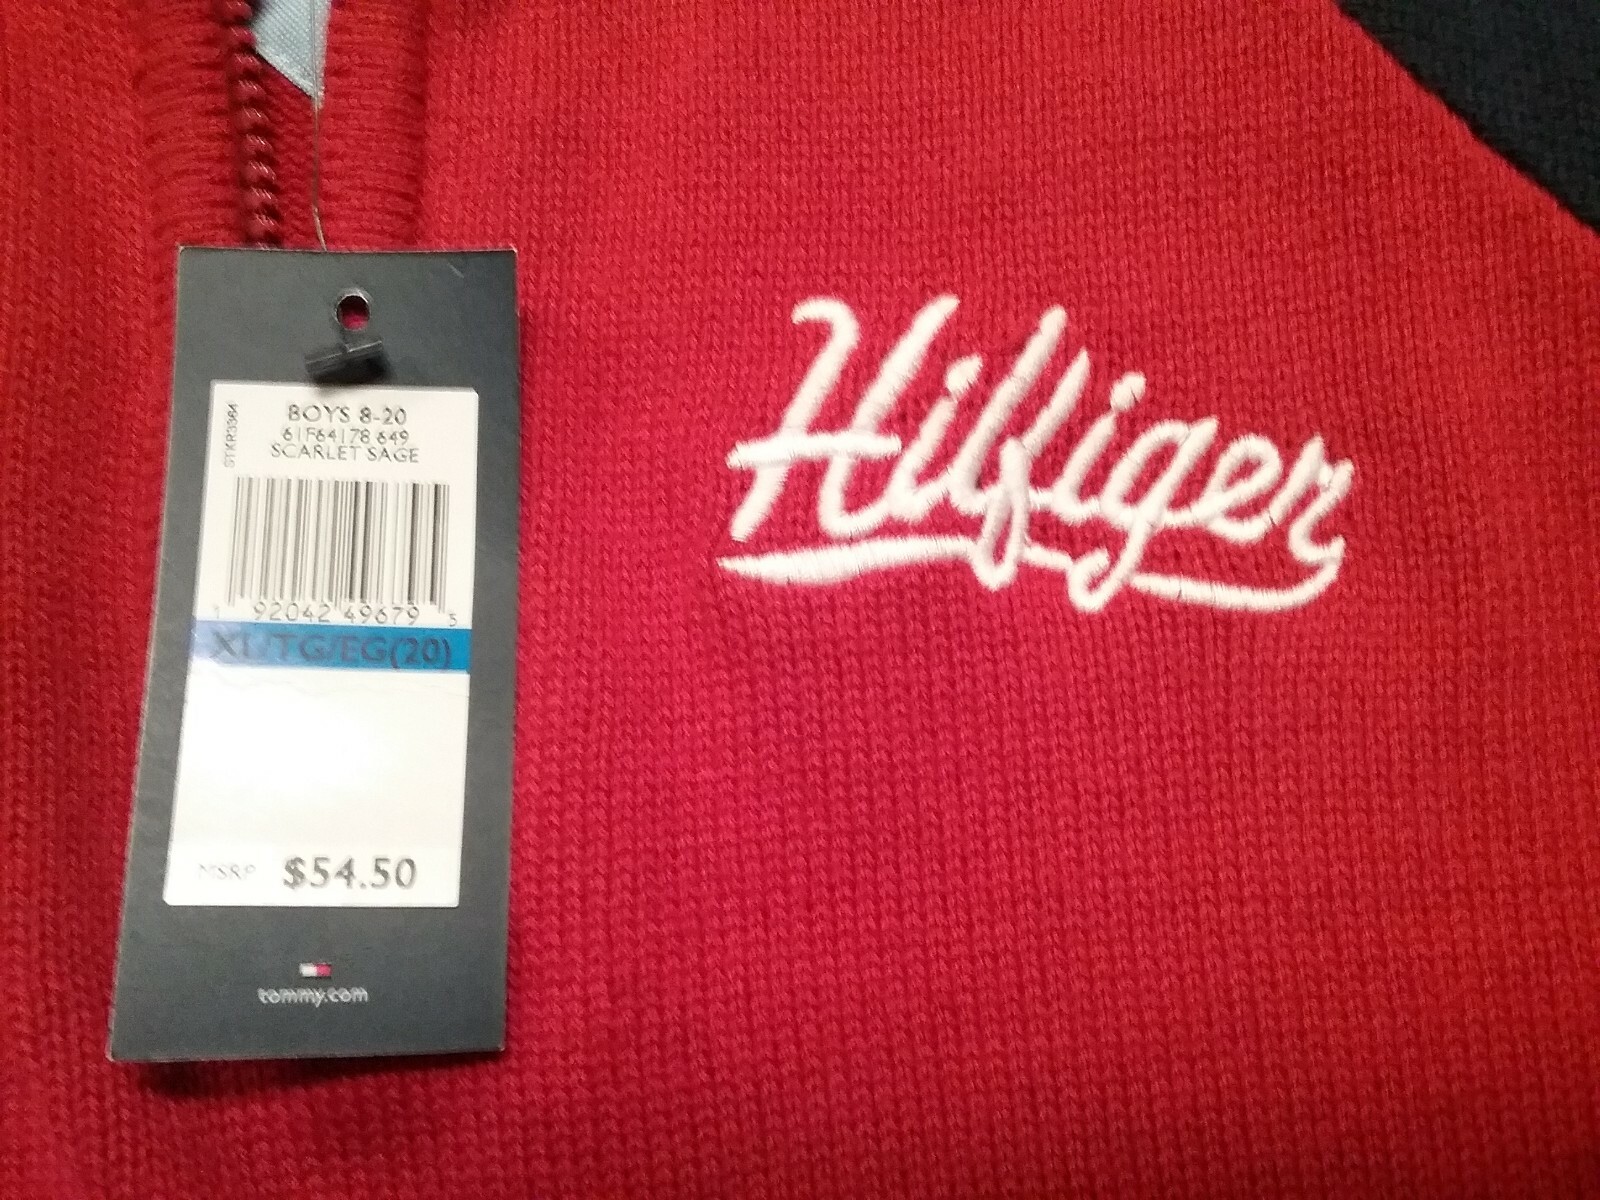 STKR3364
BOYS 8-20
61F64178 649
SCARLET SAGE
1 92042 49679 5
XL/TG/EG(20)
MSRP $54.50
tommy.com
Hilfiger